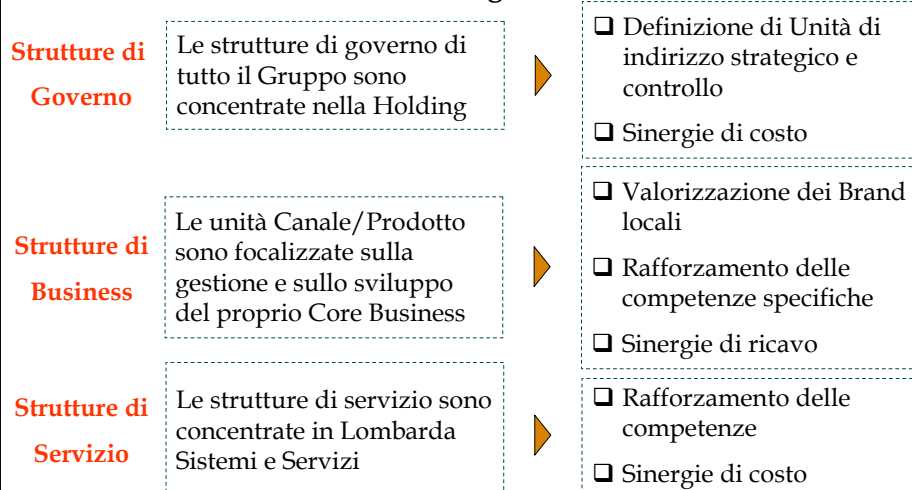 Strutture di
Governo
Le strutture di governo di
tutto il Gruppo sono
concentrate nella Holding
❑ Definizione di Unità di
indirizzo strategico e
controllo
❑ Sinergie di costo
Strutture di
Business
Le unità Canale/Prodotto
sono focalizzate sulla
gestione e sullo sviluppo
del proprio Core Business
❑ Valorizzazione dei Brand
locali
❑ Rafforzamento delle
competenze specifiche
❑ Sinergie di ricavo
Strutture di
Servizio
Le strutture di servizio sono
concentrate in Lombarda
Sistemi e Servizi
❑ Rafforzamento delle
competenze
❑ Sinergie di costo